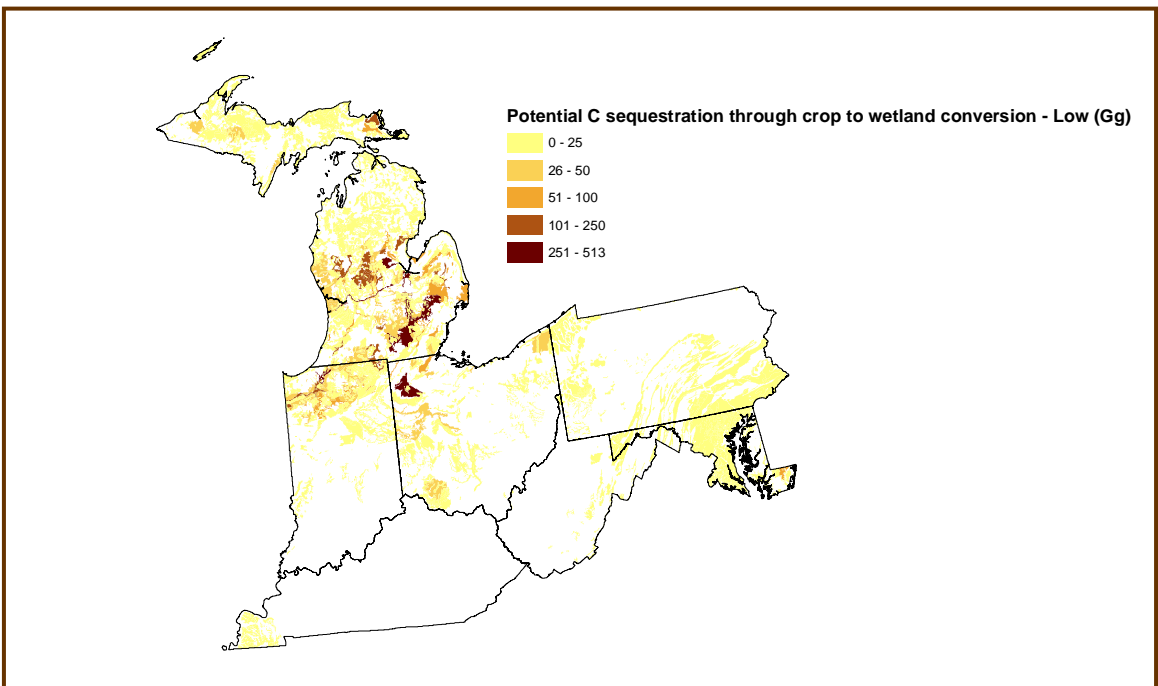 Potential C sequestration through crop to wetland conversion - Low (Gg)
0 - 25
26 - 50
51 - 100
101 - 250
251 - 513